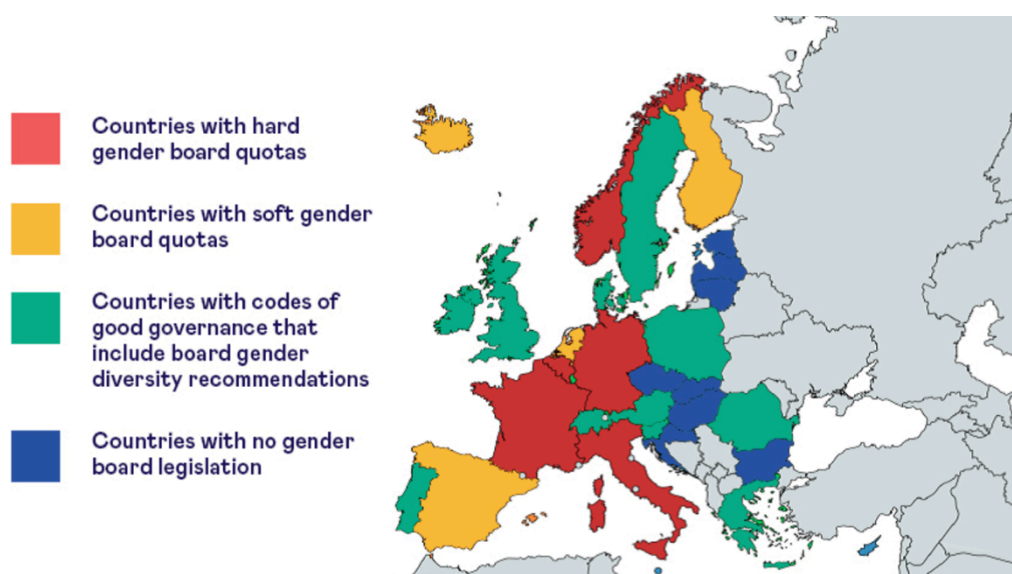 Countries with hard
gender board quotas
Countries with soft gender
board quotas
Countries with codes of
good governance that
include board gender
diversity recommendations
Countries with no gender
board legislation